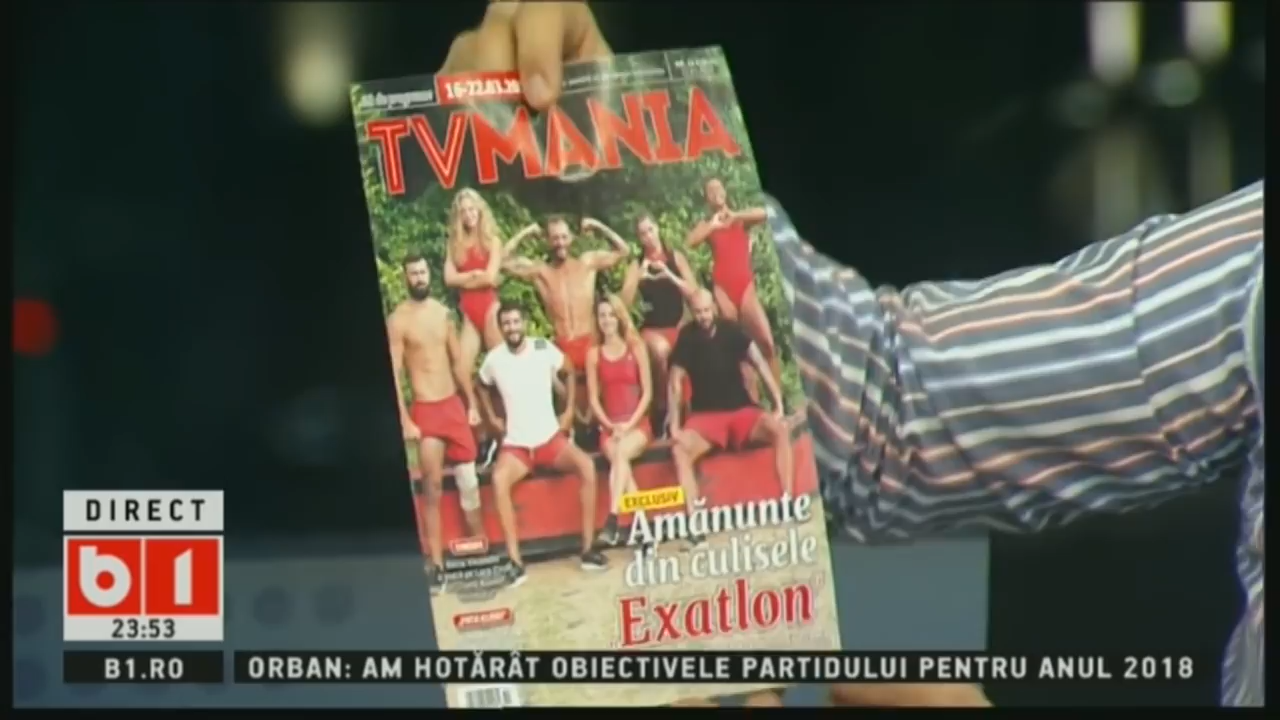 16-22.03.20
TVMANIA
EXCLUSIV
Amănunte
din culisele
Exatlon
DIRECT
b1
23:53
B1.RO
ORBAN: AM HOTĂRÂT OBIECTIVELE PARTIDULUI PENTRU ANUL 2018